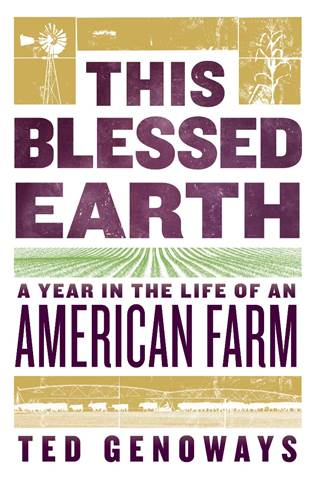 THIS
BLESSED
EARTH
A YEAR IN THE LIFE OF AN
AMERICAN FARM
TED GENOWAYS